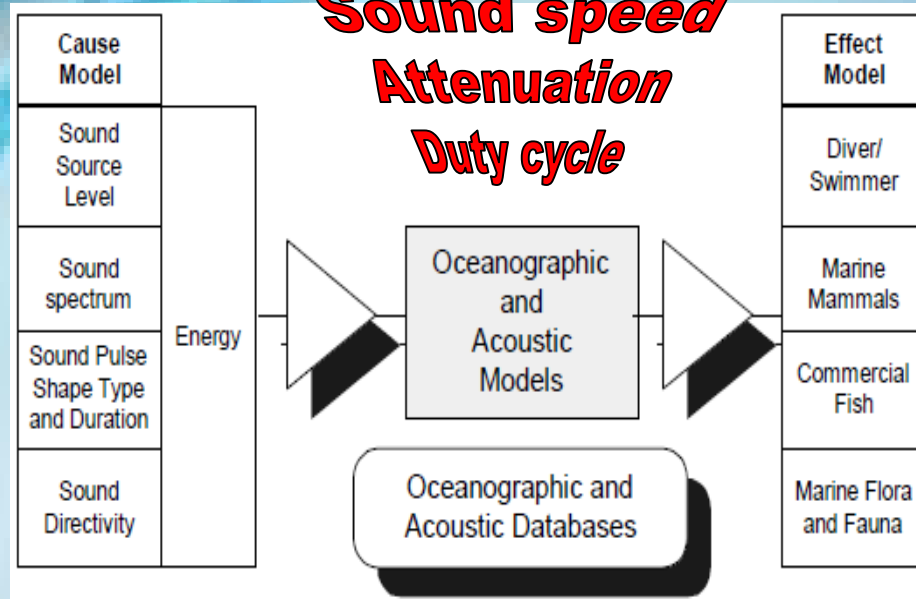 Sound speed
Attenuation
Duty cycle
Cause
Model
Sound
Source
Level
Sound
spectrum
Sound Pulse
Shape Type
and Duration
Sound
Directivity
Energy
Oceanographic
and
Acoustic
Models
Oceanographic and
Acoustic Databases
Effect
Model
Diver/
Swimmer
Marine
Mammals
Commercial
Fish
Marine Flora
and Fauna